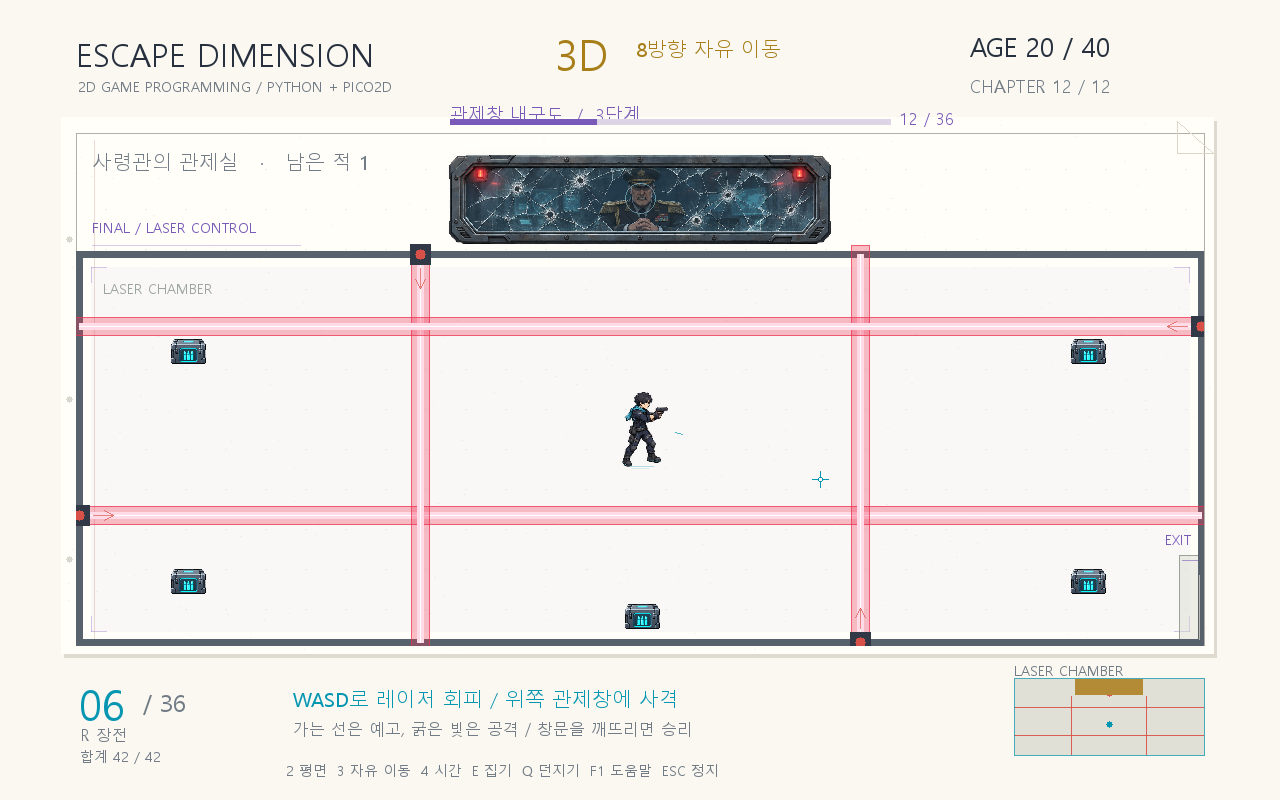 ESCAPE DIMENSION
2D GAME PROGRAMMING / PYTHON + PICO2D
3D 8방향 자유 이동
AGE 20 / 40
CHAPTER 12 / 12
관제창 내구도 / 3단계
12 / 36
사령관의 관제실 · 남은 적 1
FINAL / LASER CONTROL
LASER CHAMBER
EXIT
06 / 36
R 장전
합계 42 / 42
WASD로 레이저 회피 / 위쪽 관제창에 사격
가는 선은 예고, 굵은 빛은 공격 / 창문을 깨뜨리면 승리
2 평면 3 자유 이동 4 시간 E 집기 Q 던지기 F1 도움말 ESC 정지
LASER CHAMBER